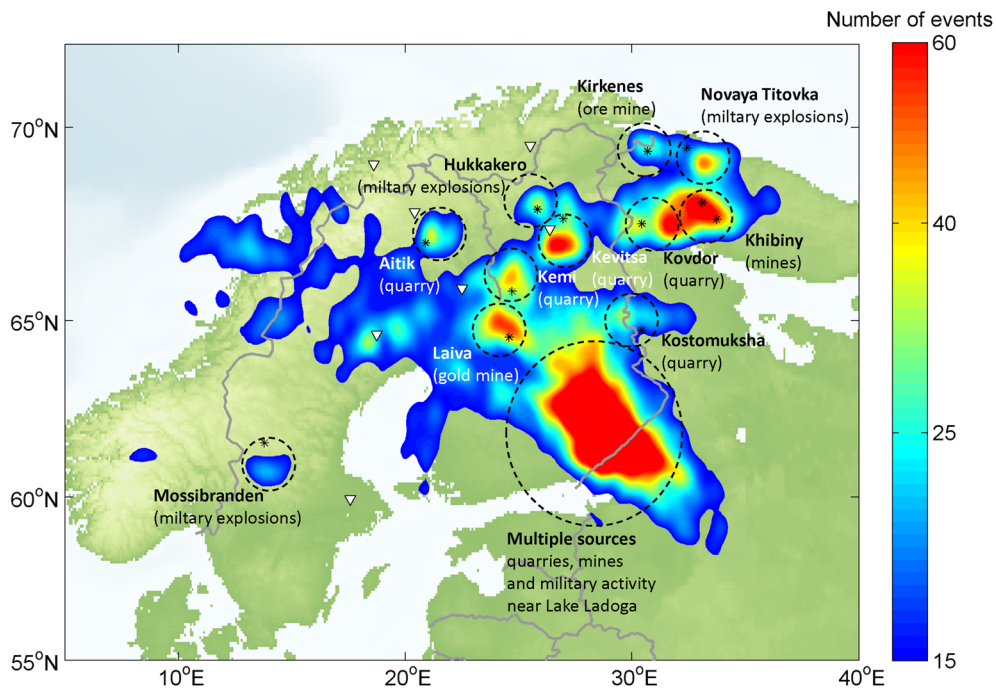 Number of events
60
40
25
15
70°N
65°N
60°N
55°N
10°E
20°E
30°E
40°E
Kirkenes
(ore mine)
Novaya Titovka
(miltary explosions)
Hukkakero
(miltary explosions)
Khibiny
(mines)
Aitik
(quarry)
Kemi
(quarry)
Kevitsa
(quarry)
Kovdor
(quarry)
Laiva
(gold mine)
Kostomuksha
(quarry)
Mossibranden
(miltary explosions)
Multiple sources
quarries, mines
and military activity
near Lake Ladoga